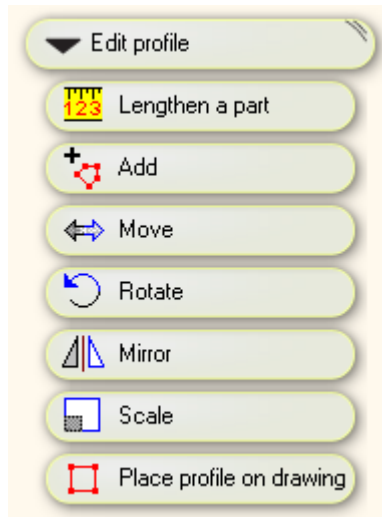 Edit profile
123
Lengthen a part
Add
Move
Rotate
Mirror
Scale
Place profile on drawing